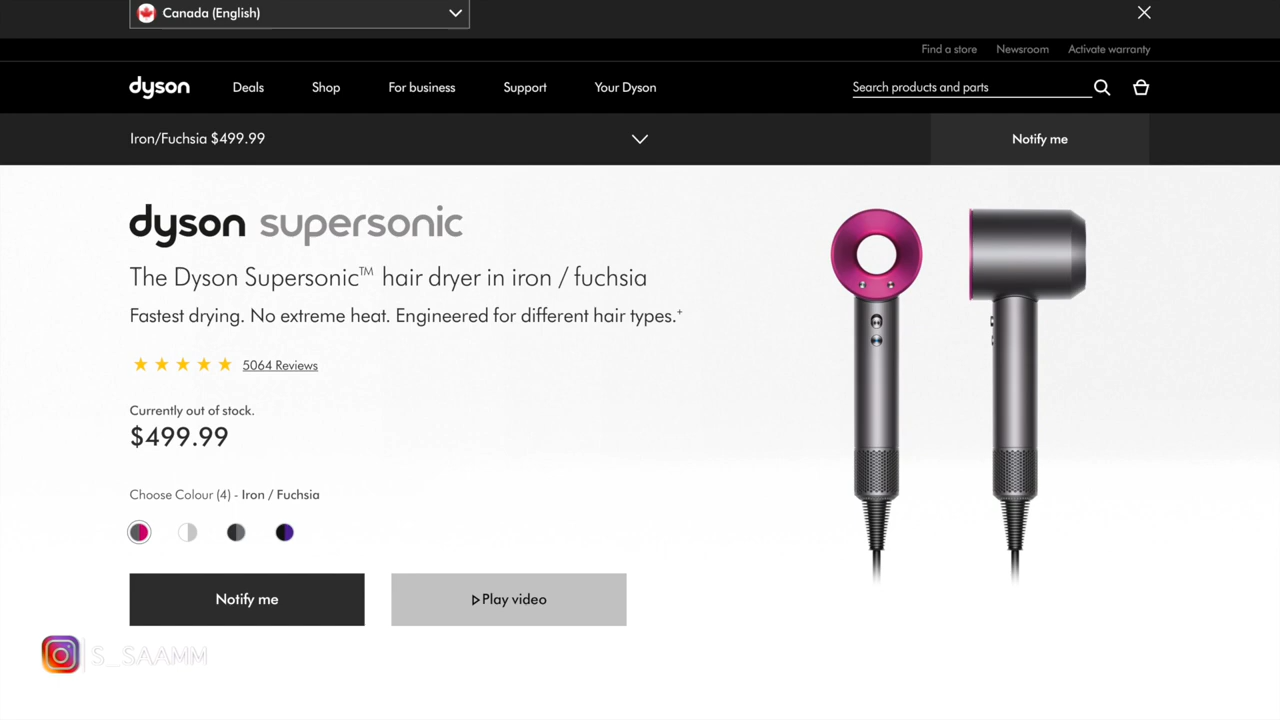 Canada (English)
Find a store Newsroom Activate warranty
dyson Deals Shop For business Support Your Dyson Search products and parts
Iron/Fuchsia $499.99 Notify me
dyson supersonic
The Dyson Supersonic™ hair dryer in iron / fuchsia
Fastest drying. No extreme heat. Engineered for different hair types.+
5064 Reviews
Currently out of stock.
$499.99
Choose Colour (4) - Iron / Fuchsia
Notify me Play video
S_SAAMM